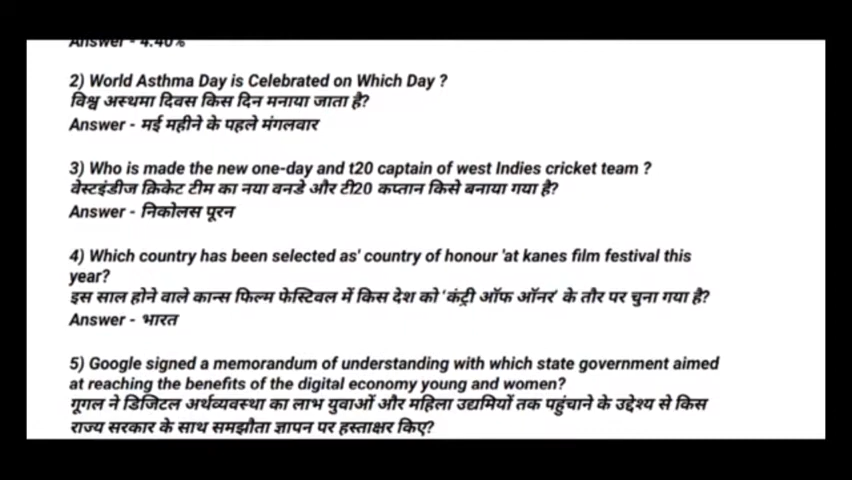 Answer - 4.40%
2) World Asthma Day is Celebrated on Which Day ?
विश्व अस्थमा दिवस किस दिन मनाया जाता है?
Answer - मई महीने के पहले मंगलवार
3) Who is made the new one-day and t20 captain of west Indies cricket team ?
वेस्टइंडीज क्रिकेट टीम का नया वनडे और टी20 कप्तान किसे बनाया गया है?
Answer - निकोलस पूरन
4) Which country has been selected as' country of honour 'at kanes film festival this
year?
इस साल होने वाले कान्स फिल्म फेस्टिवल में किस देश को 'कंट्री ऑफ ऑनर' के तौर पर चुना गया है?
Answer - भारत
5) Google signed a memorandum of understanding with which state government aimed
at reaching the benefits of the digital economy young and women?
गूगल ने डिजिटल अर्थव्यवस्था का लाभ युवाओं और महिला उद्यमियों तक पहुंचाने के उद्देश्य से किस
राज्य सरकार के साथ समझौता ज्ञापन पर हस्ताक्षर किए?